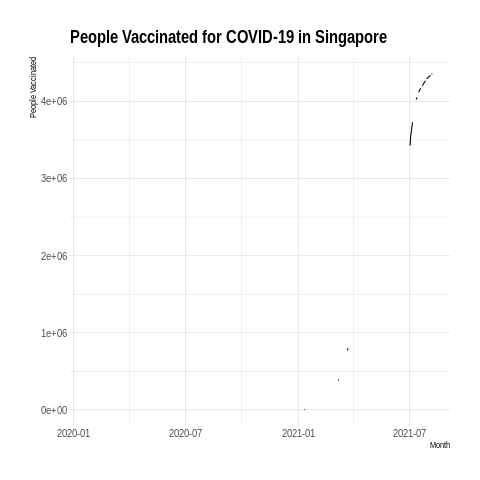 People Vaccinated for COVID-19 in Singapore
People Vaccinated
4e+06
3e+06
2e+06
1e+06
0e+00
2020-01 2020-07 2021-01 2021-07
Month